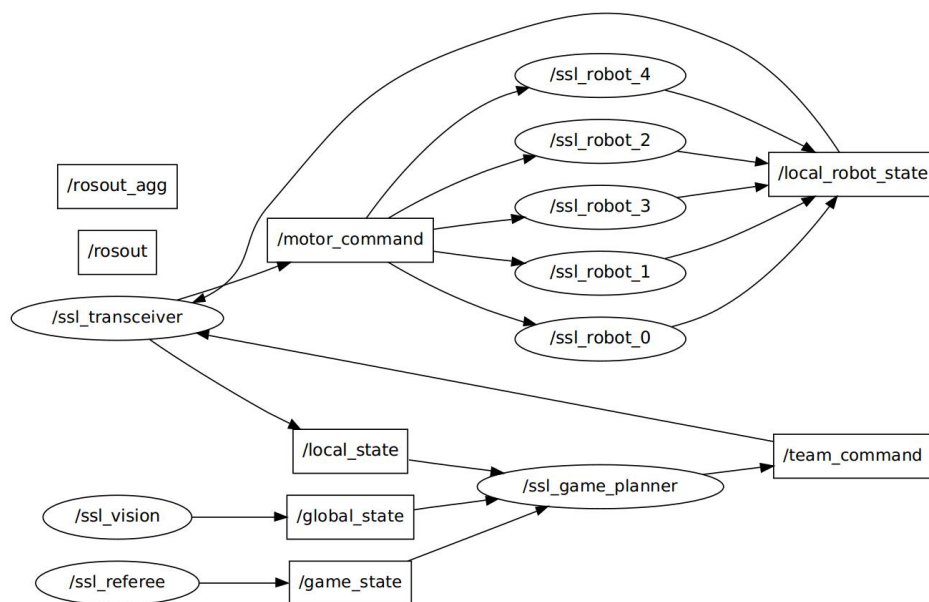 /ssl_robot_4
/ssl_robot_2
/local_robot_state
/rosout_agg
/ssl_robot_3
/motor_command
/rosout
/ssl_robot_1
/ssl_transceiver
/ssl_robot_0
/local_state
/team_command
/ssl_game_planner
/ssl_vision
/global_state
/ssl_referee
/game_state